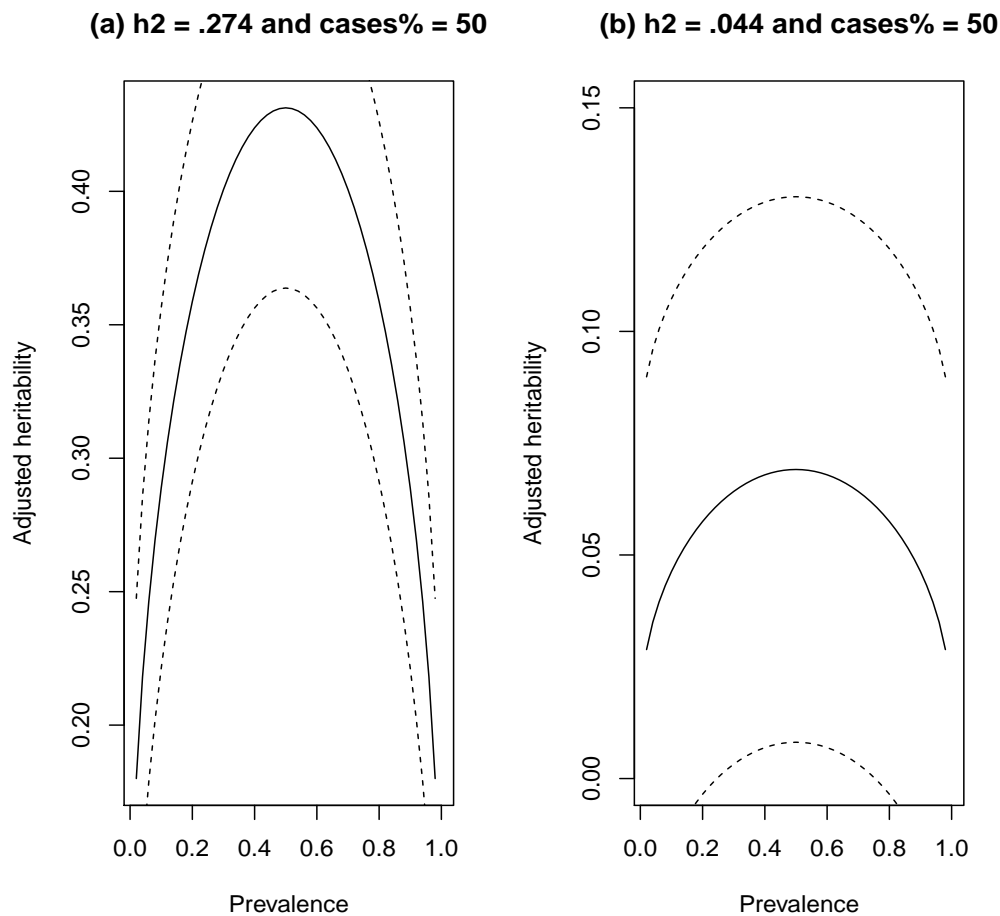 (a) h2 = .274 and cases% = 50
Adjusted heritability
0.40
0.35
0.30
0.25
0.20
0.0 0.2 0.4 0.6 0.8 1.0
Prevalence
(b) h2 = .044 and cases% = 50
Adjusted heritability
0.15
0.10
0.05
0.00
0.0 0.2 0.4 0.6 0.8 1.0
Prevalence